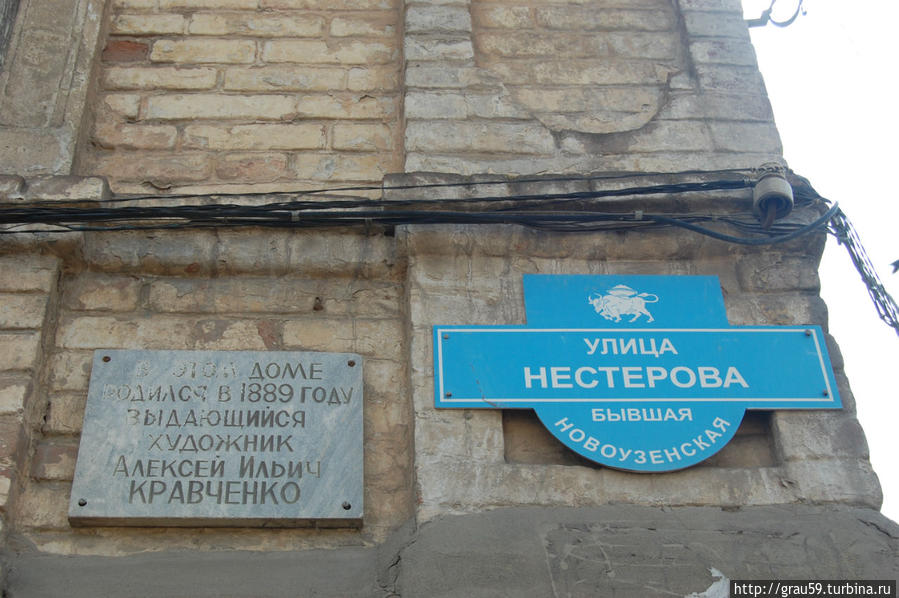 В ЭТОМ ДОМЕ
РОДИЛСЯ В 1889 ГОДУ
ВЫДАЮЩИЙСЯ
ХУДОЖНИК
АЛЕКСЕЙ ИЛЬИЧ
КРАВЧЕНКО
УЛИЦА
НЕСТЕРОВА
БЫВШАЯ
НОВОУЗЕНСКАЯ
http://grau59.turbina.ru